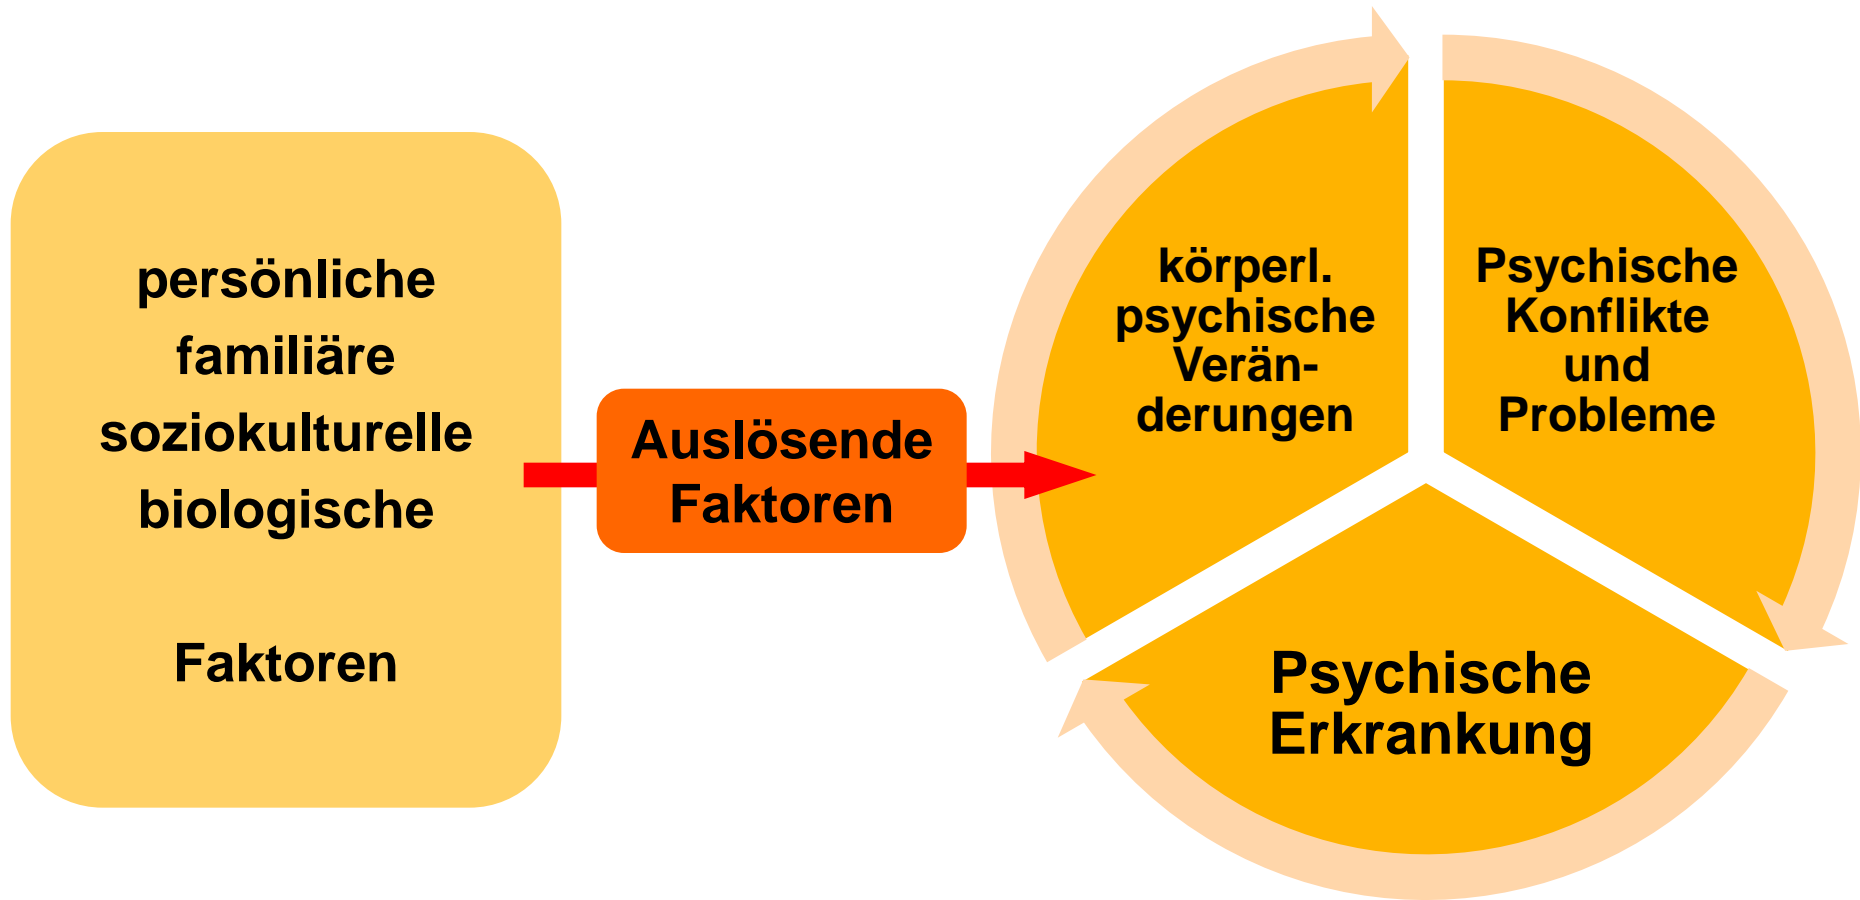 persönliche
familiäre
soziokulturelle
biologische
Faktoren
Auslösende
Faktoren
körperl.
psychische
Verän-
derungen
Psychische
Konflikte
und
Probleme
Psychische
Erkrankung